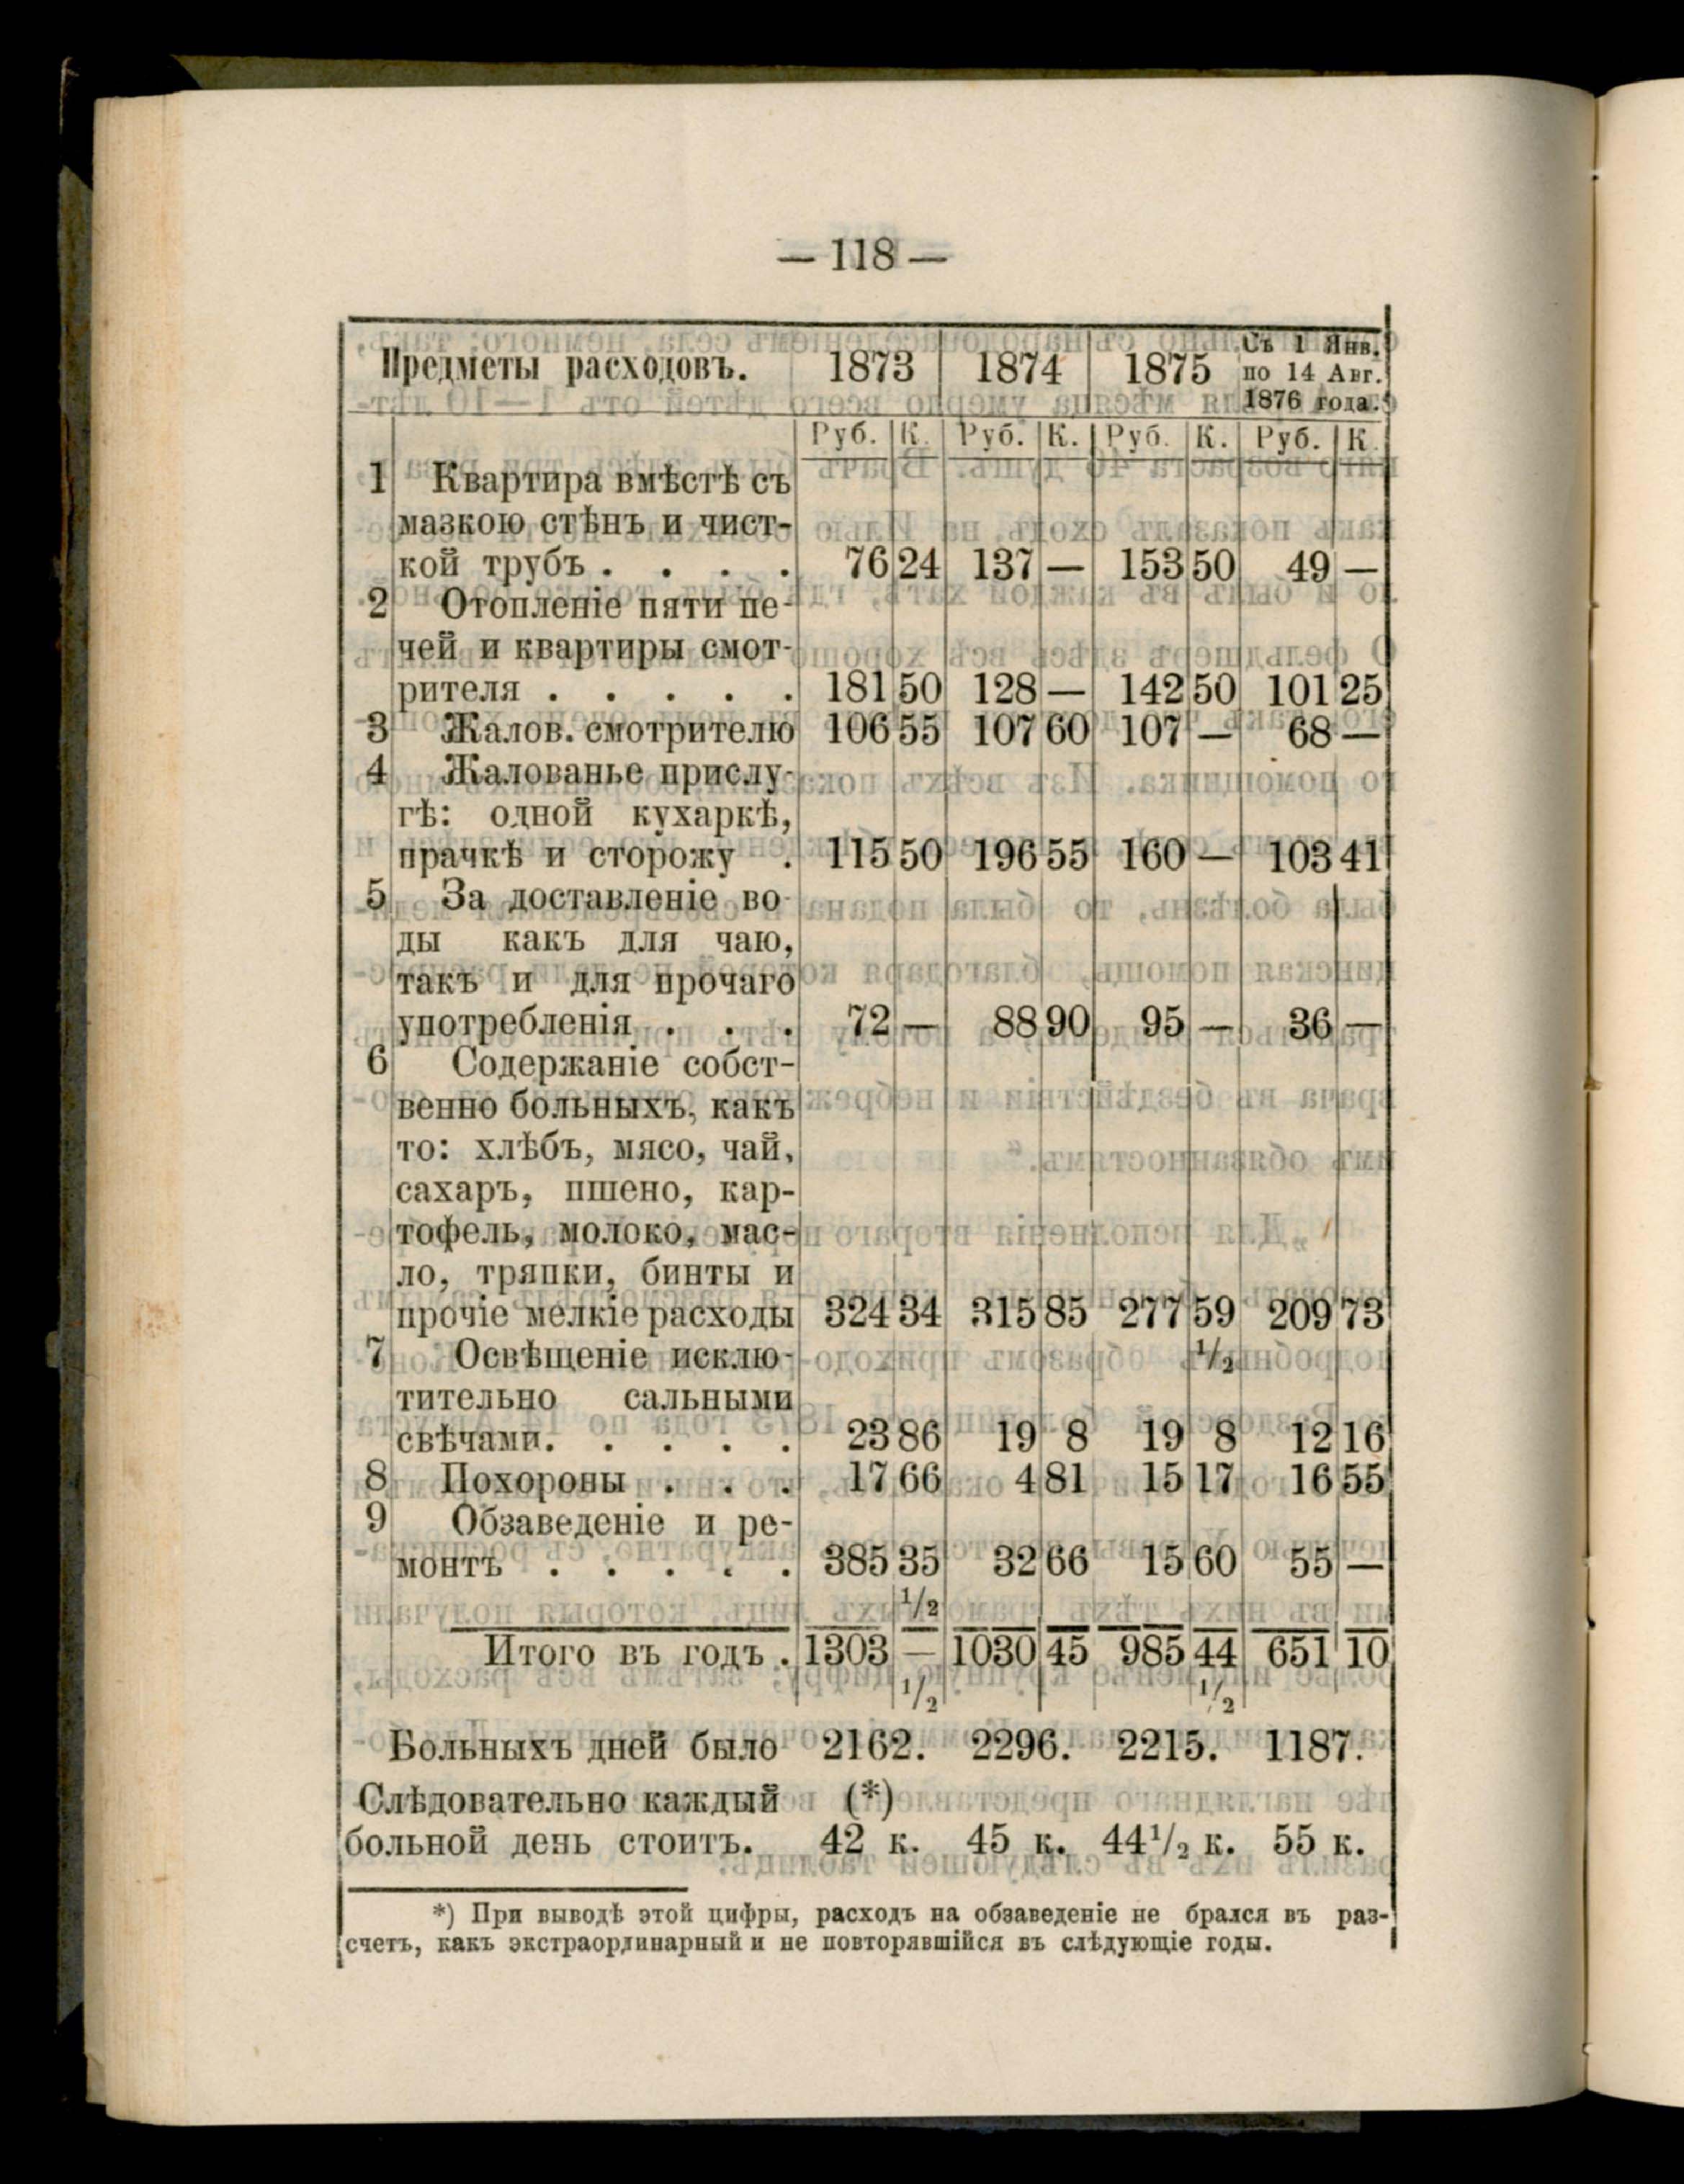 — 118 —
Предметы расходовъ. 1873 1874 1875 Съ 1 Янв. по 14 Авг. 1876 года.
Руб. К. Руб. К. Руб. К. Руб. К.
1 Квартира вмѣстѣ съ
мазкою стѣнъ и чист-
кой трубъ . . . . 76 24 137 — 153 50 49 —
2 Отопленіе пяти пе-
чей и квартиры смот-
рителя . . . . . 181 50 128 — 142 50 101 25
3 Жалов. смотрителю 106 55 107 60 107 — 68 —
4 Жалованье прислу-
гѣ: одной кухаркѣ,
прачкѣ и сторожу . 115 50 196 55 160 — 103 41
5 За доставленіе во-
ды какъ для чаю,
такъ и для прочаго
употребленія . . . 72 — 88 90 95 — 36 —
6 Содержаніе собст-
венно больныхъ, какъ
то: хлѣбъ, мясо, чай,
сахаръ, пшено, кар-
тофель, молоко, мас-
ло, тряпки, бинты и
прочіе мелкіе расходы 324 34 315 85 277 59 209 73
7 Освѣщеніе исклю- 1/2
тительно сальными
свѣчами. . . . . 23 86 19 8 19 8 12 16
8 Похороны . . . 17 66 4 81 15 17 16 55
9 Обзаведеніе и ре-
монтъ . . . . . 385 35 32 66 15 60 55 —
1/2
Итого въ годъ . 1303 — 1030 45 985 44 651 10
1/2 1/2
Больныхъ дней было 2162. 2296. 2215. 1187.
Слѣдовательно каждый (*)
больной день стоитъ. 42 к. 45 к. 44 1/2 к. 55 к.
*) При выводѣ этой цифры, расходъ на обзаведеніе не брался въ раз-
счетъ, какъ экстраординарный и не повторявшійся въ слѣдующіе годы.